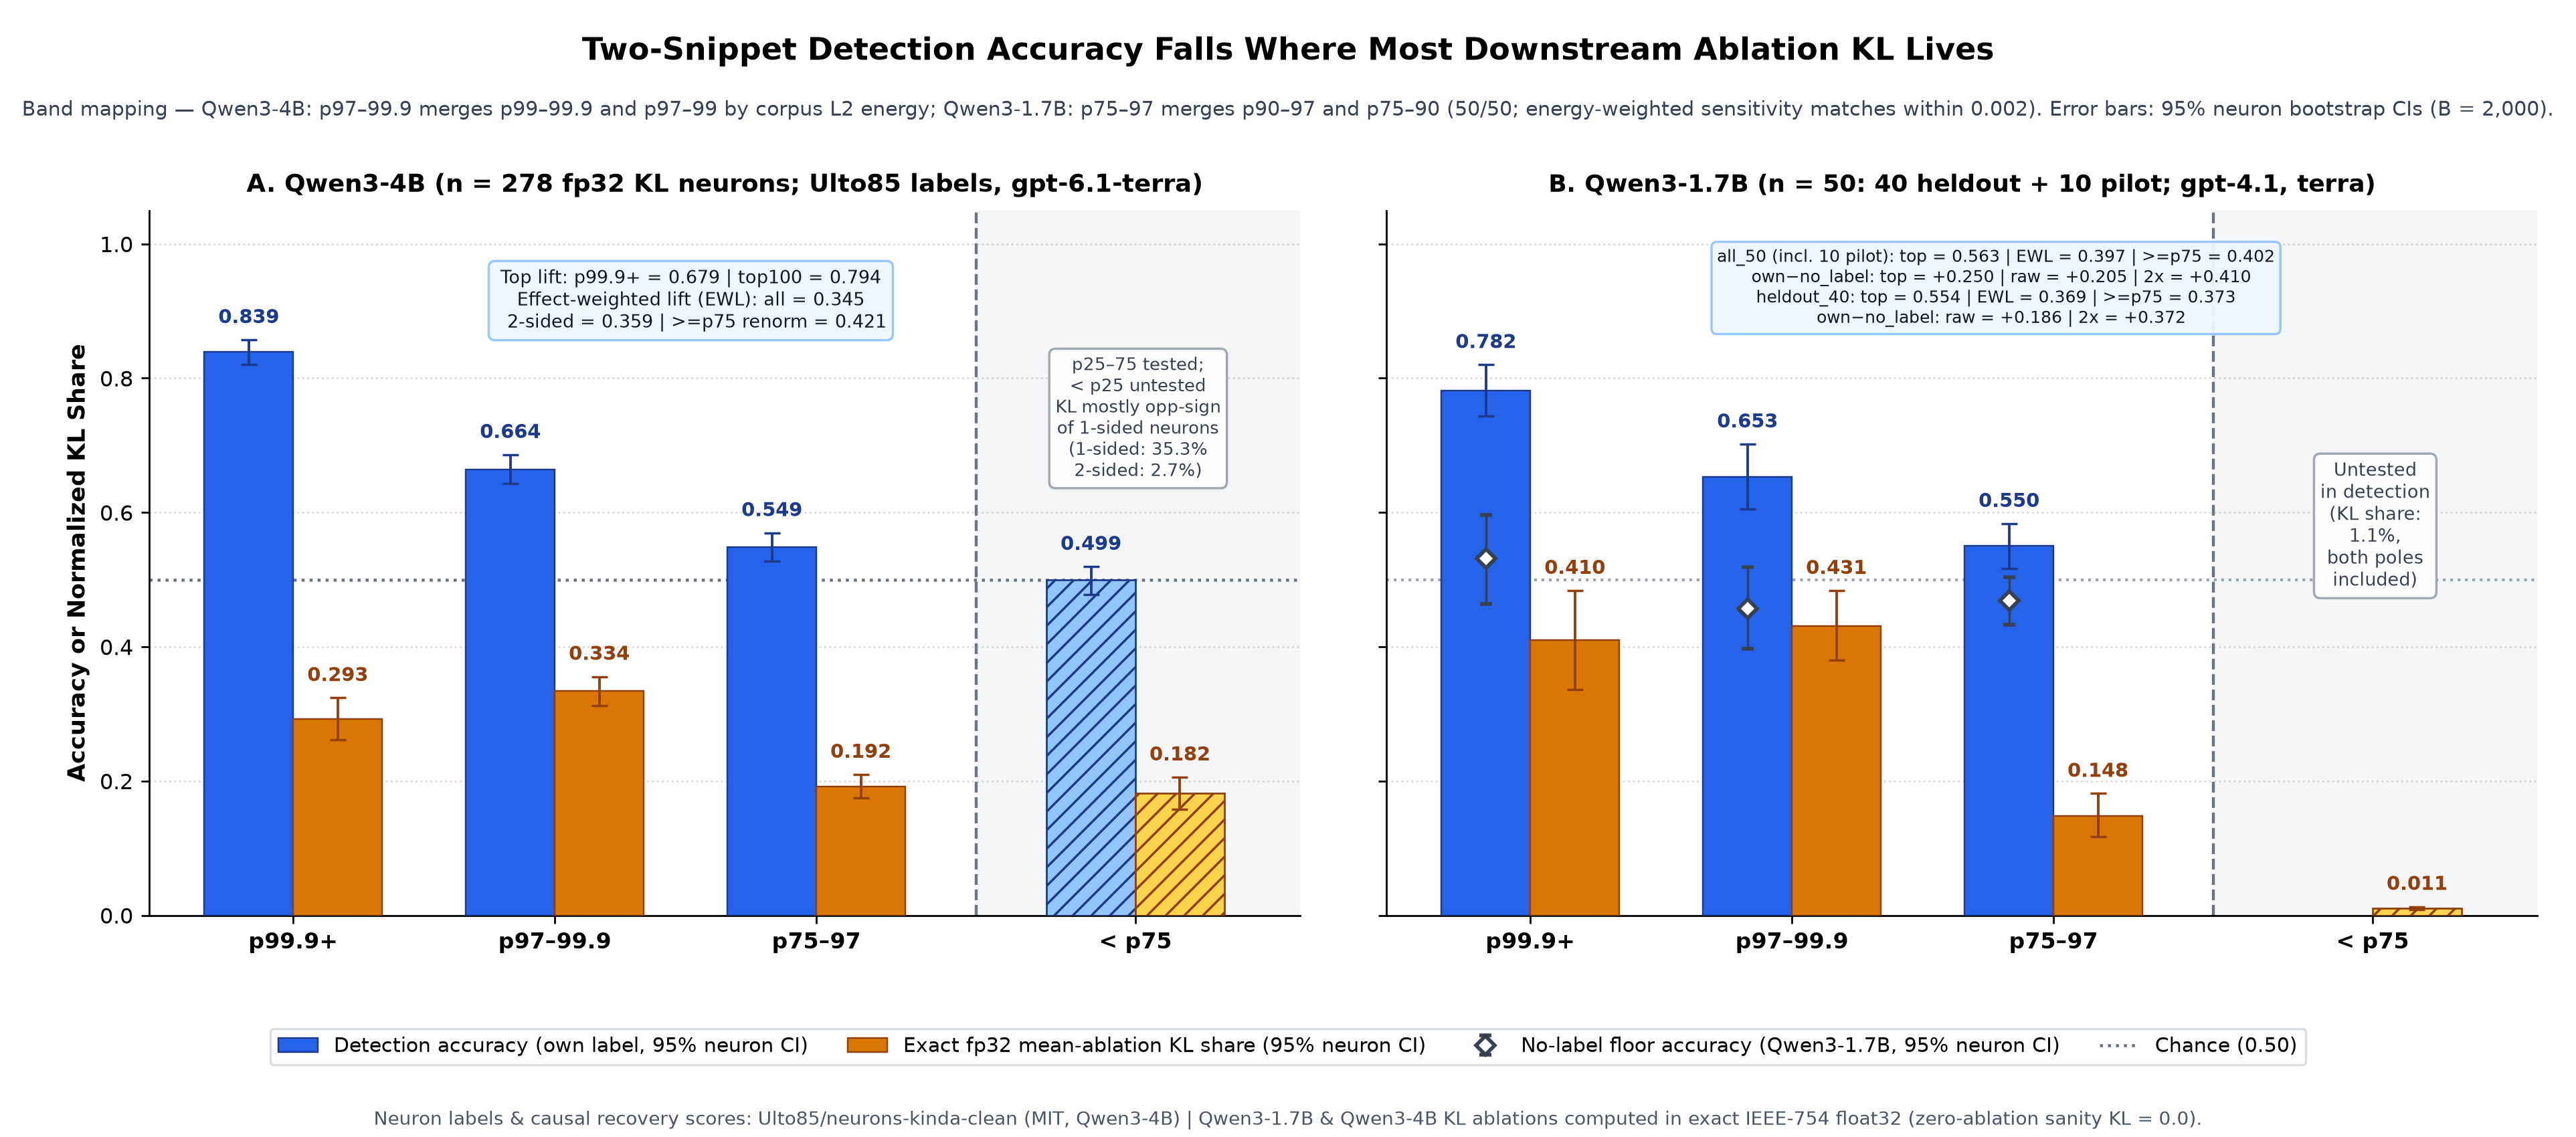 Two-Snippet Detection Accuracy Falls Where Most Downstream Ablation KL Lives
Band mapping — Qwen3-4B: p97–99.9 merges p99–99.9 and p97–99 by corpus L2 energy; Qwen3-1.7B: p75–97 merges p90–97 and p75–90 (50/50; energy-weighted sensitivity matches within 0.002). Error bars: 95% neuron bootstrap CIs (B = 2,000).
A. Qwen3-4B (n = 278 fp32 KL neurons; Ulto85 labels, gpt-6.1-terra)
Accuracy or Normalized KL Share
1.0
0.8
0.6
0.4
0.2
0.0
Top lift: p99.9+ = 0.679 | top100 = 0.794
Effect-weighted lift (EWL): all = 0.345
2-sided = 0.359 | >=p75 renorm = 0.421
p25–75 tested;
< p25 untested
KL mostly opp-sign
of 1-sided neurons
(1-sided: 35.3%
2-sided: 2.7%)
0.839
0.293
0.664
0.334
0.549
0.192
0.499
0.182
p99.9+
p97–99.9
p75–97
< p75
B. Qwen3-1.7B (n = 50: 40 heldout + 10 pilot; gpt-4.1, terra)
all_50 (incl. 10 pilot): top = 0.563 | EWL = 0.397 | >=p75 = 0.402
own−no_label: top = +0.250 | raw = +0.205 | 2x = +0.410
heldout_40: top = 0.554 | EWL = 0.369 | >=p75 = 0.373
own−no_label: raw = +0.186 | 2x = +0.372
Untested
in detection
(KL share:
1.1%,
both poles
included)
0.782
0.410
0.653
0.431
0.550
0.148
0.011
p99.9+
p97–99.9
p75–97
< p75
Detection accuracy (own label, 95% neuron CI)
Exact fp32 mean-ablation KL share (95% neuron CI)
No-label floor accuracy (Qwen3-1.7B, 95% neuron CI)
Chance (0.50)
Neuron labels & causal recovery scores: Ulto85/neurons-kinda-clean (MIT, Qwen3-4B) | Qwen3-1.7B & Qwen3-4B KL ablations computed in exact IEEE-754 float32 (zero-ablation sanity KL = 0.0).